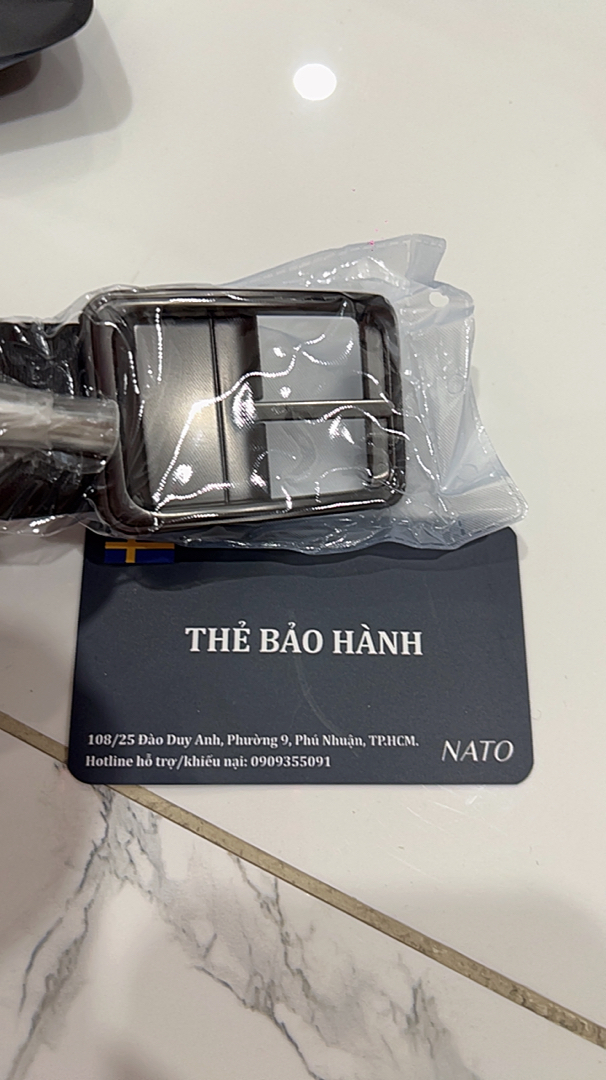 THẺ BẢO HÀNH
108/25 Đào Duy Anh, Phường 9, Phú Nhuận, TP.HCM.
Hotline hỗ trợ/khiếu nại: 0909355091
NATO